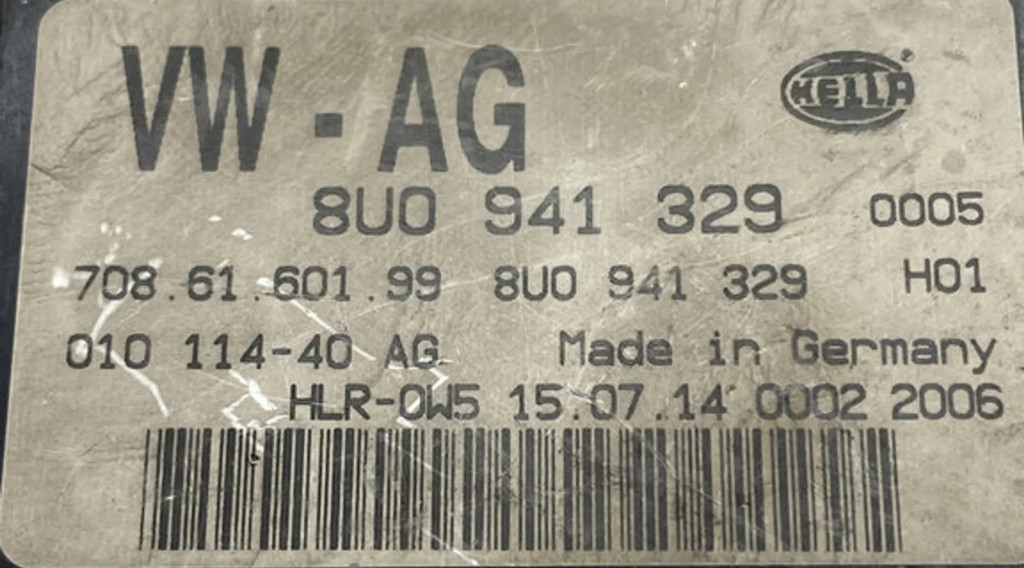 VW - AG
HELLA
8U0 941 329 0005
708.61.601.99 8U0 941 329 H01
010 114-40 AG Made in Germany
HLR-0W5 15.07.14 0002 2006